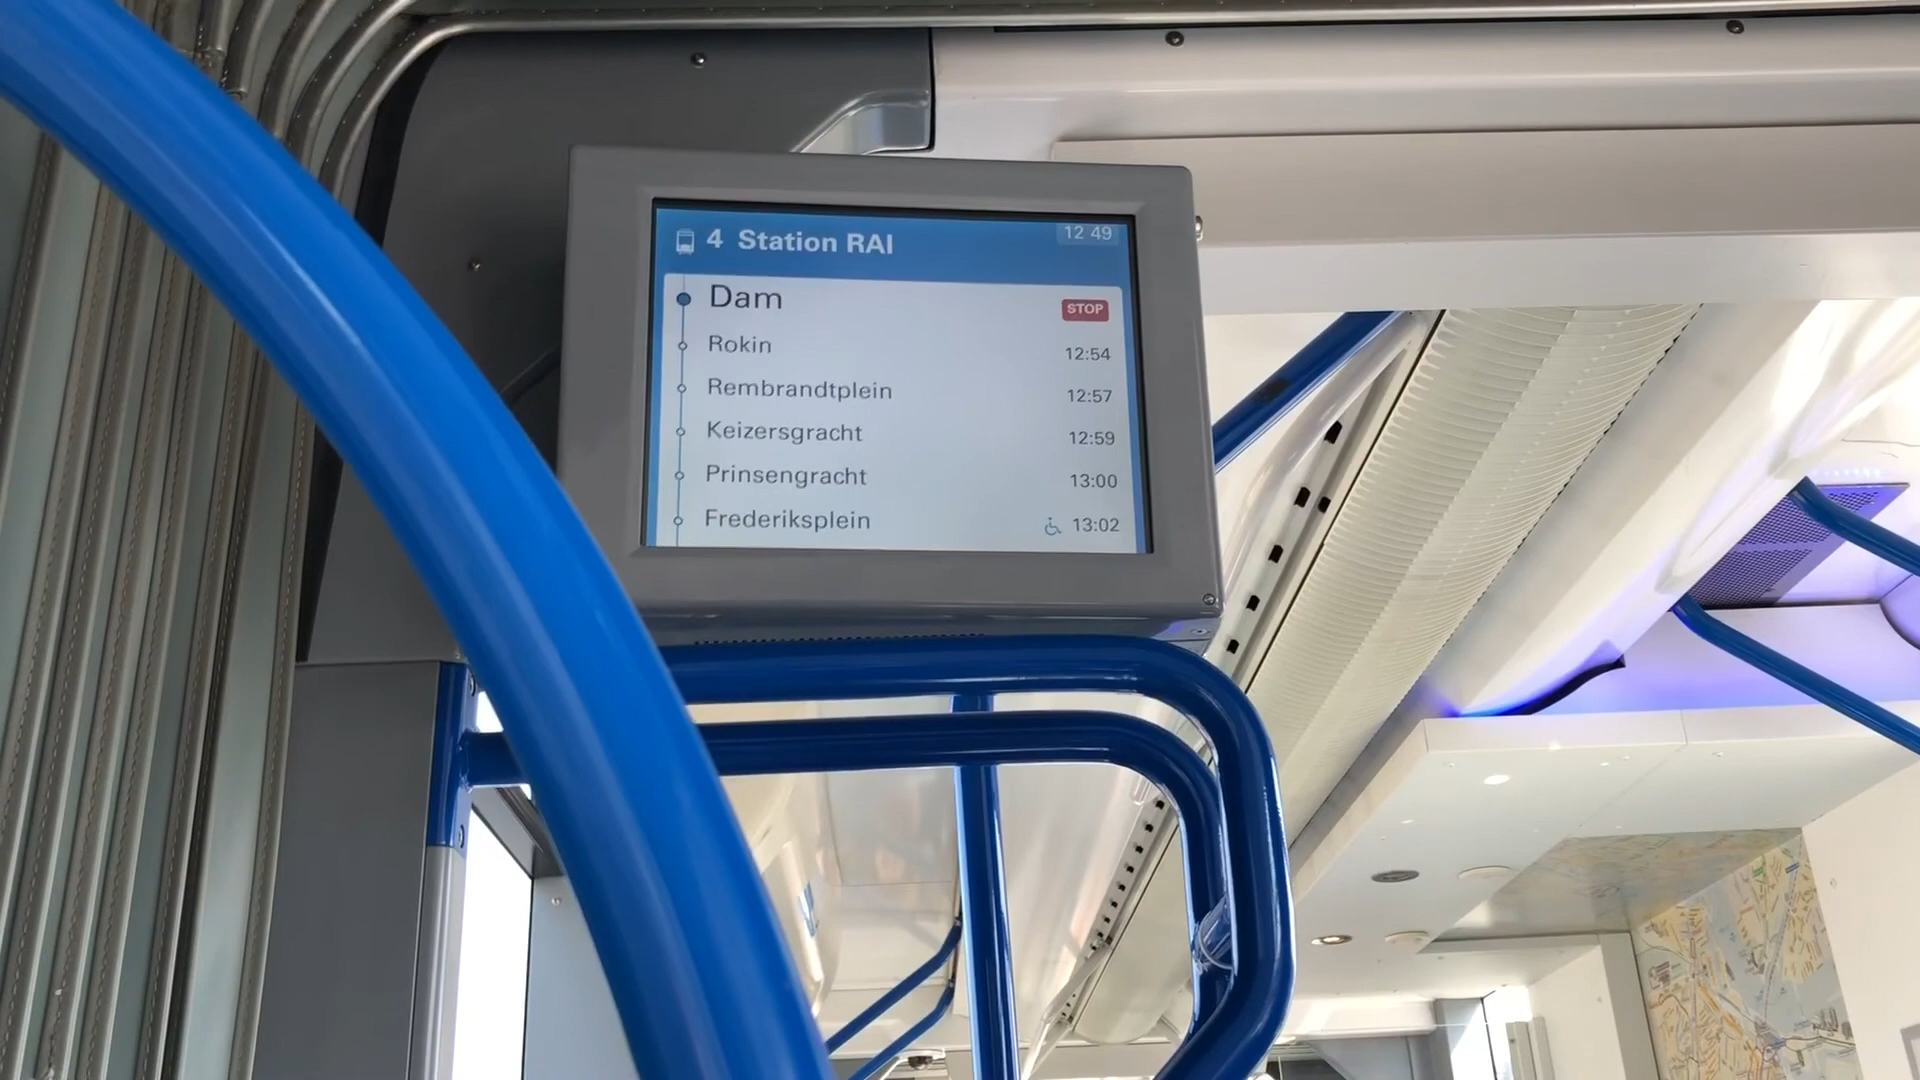 4 Station RAI
12 49
Dam
STOP
Rokin
12:54
Rembrandtplein
12:57
Keizersgracht
12:59
Prinsengracht
13:00
Frederiksplein
13:02